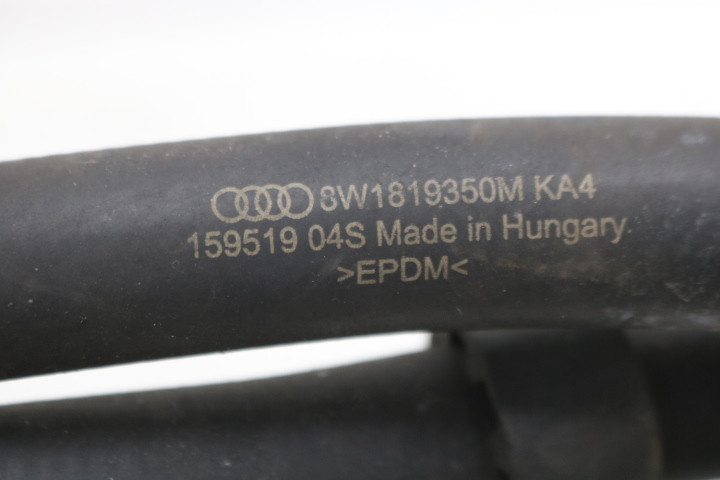 8W1819350M KA4
159519 04S Made in Hungary
>EPDM<